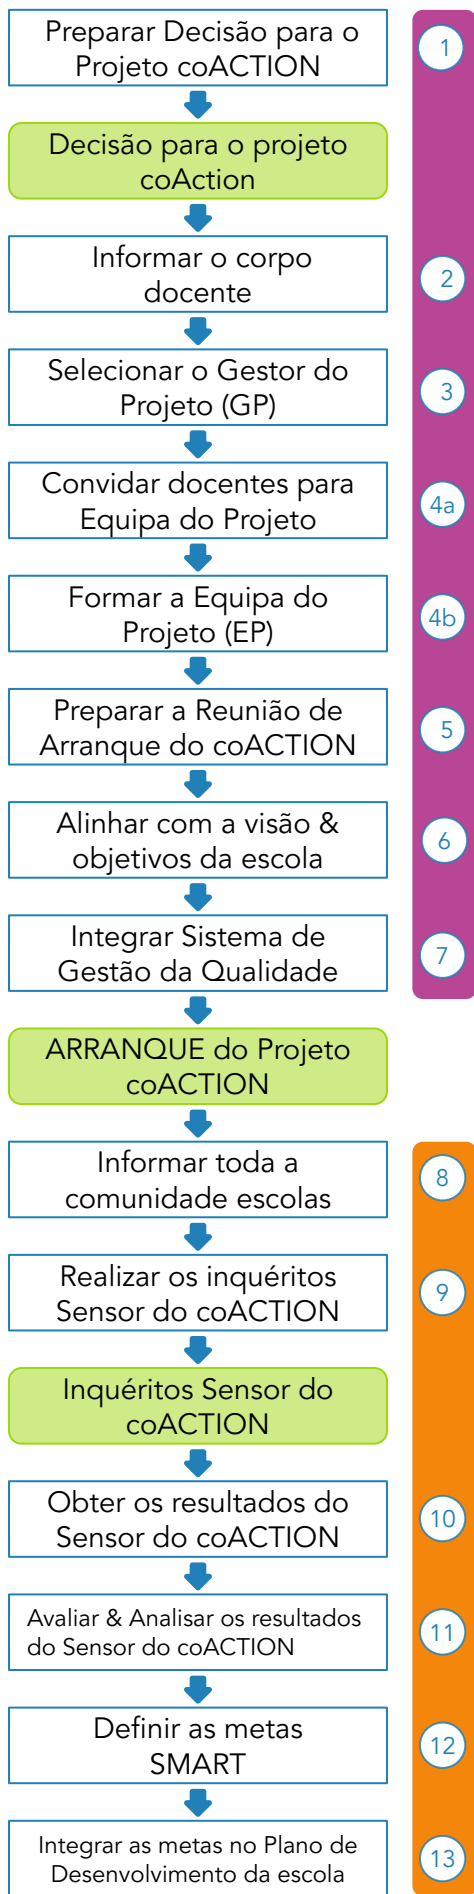 Preparar Decisão para o
Projeto coACTION
1
Decisão para o projeto
coAction
Informar o corpo
docente
2
Selecionar o Gestor do
Projeto (GP)
3
Convidar docentes para
Equipa do Projeto
4a
Formar a Equipa do
Projeto (EP)
4b
Preparar a Reunião de
Arranque do coACTION
5
Alinhar com a visão &
objetivos da escola
6
Integrar Sistema de
Gestão da Qualidade
7
ARRANQUE do Projeto
coACTION
Informar toda a
comunidade escolas
8
Realizar os inquéritos
Sensor do coACTION
9
Inquéritos Sensor do
coACTION
Obter os resultados do
Sensor do coACTION
10
Avaliar & Analisar os resultados
do Sensor do coACTION
11
Definir as metas
SMART
12
Integrar as metas no Plano de
Desenvolvimento da escola
13